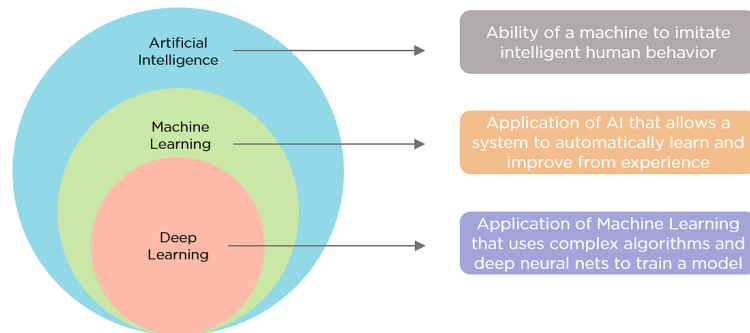 Artificial
Intelligence
Ability of a machine to imitate
intelligent human behavior
Machine
Learning
Application of AI that allows a
system to automatically learn and
improve from experience
Deep
Learning
Application of Machine Learning
that uses complex algorithms and
deep neural nets to train a model